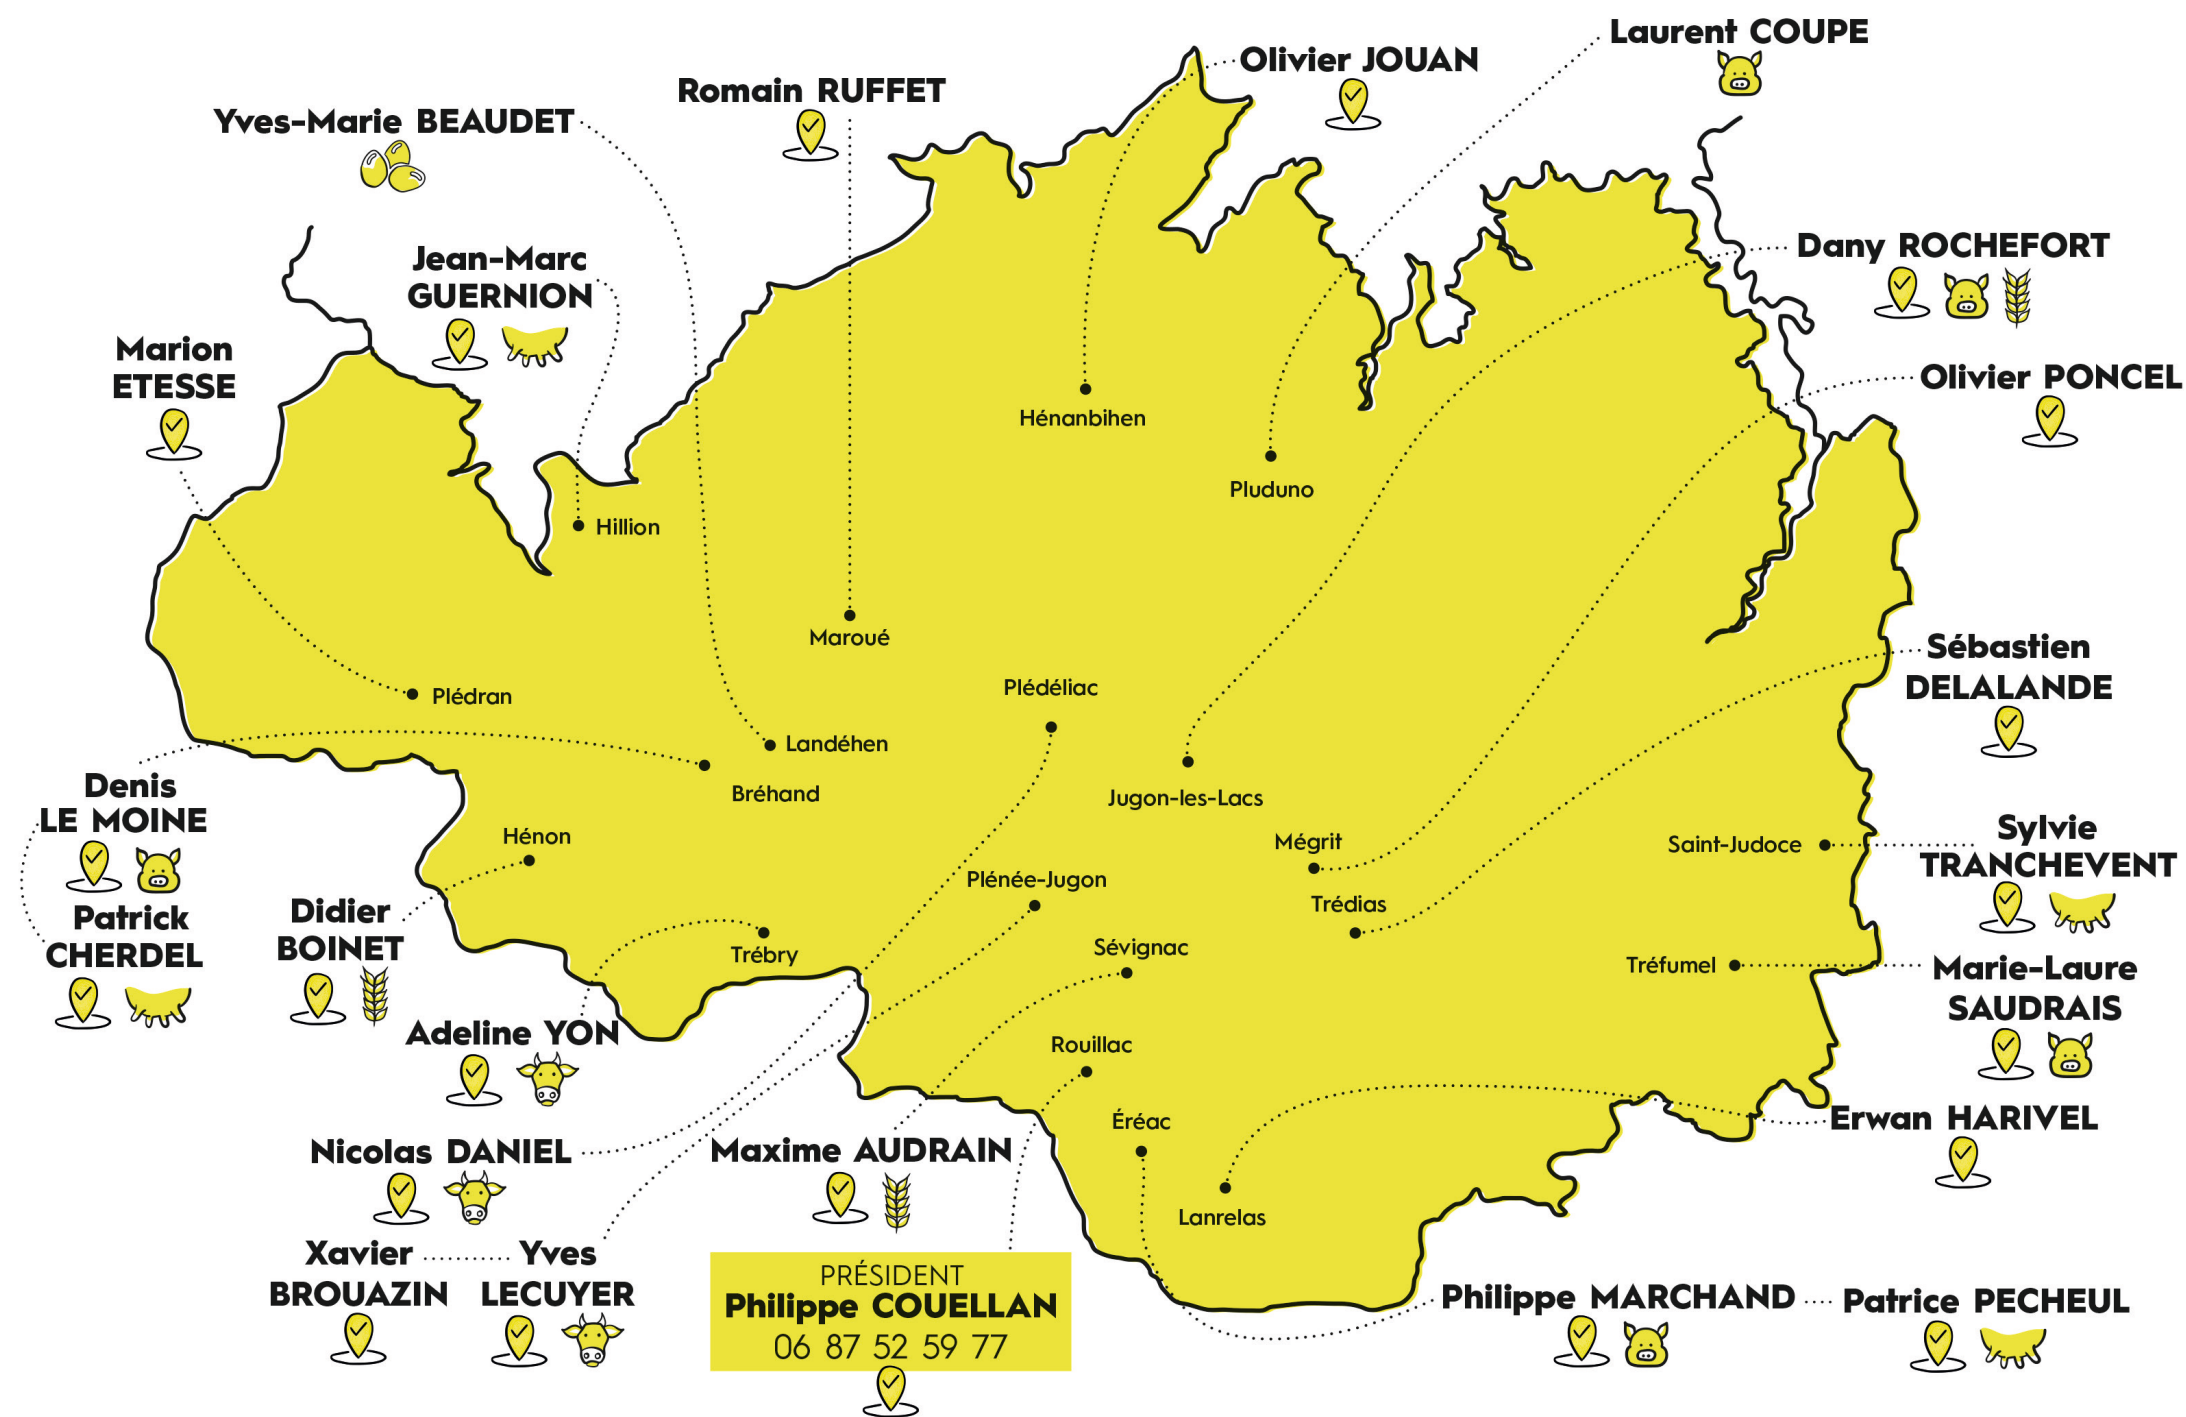 Laurent COUPE
Olivier JOUAN
Romain RUFFET
Yves-Marie BEAUDET
Dany ROCHEFORT
Jean-Marc
GUERNION
Marion
ETESSE
Olivier PONCEL
Hénanbihen
Pluduno
Hillion
Maroué
Sébastien
DELALANDE
Plédéliac
Plédran
Landéhen
Bréhand
Jugon-les-Lacs
Denis
LE MOINE
Hénon
Mégrit
Saint-Judoce
Sylvie
TRANCHEVENT
Plénée-Jugon
Trédias
Patrick
CHERDEL
Didier
BOINET
Trébry
Sévignac
Tréfumel
Marie-Laure
SAUDRAIS
Adeline YON
Rouillac
Éréac
Erwan HARIVEL
Nicolas DANIEL
Maxime AUDRAIN
Lanrelas
Xavier
BROUAZIN
Yves
LECUYER
PRÉSIDENT
Philippe COUELLAN
06 87 52 59 77
Philippe MARCHAND
Patrice PECHEUL